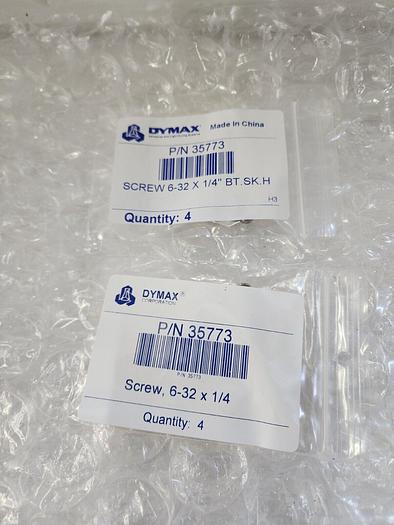 DYMAX® Made In China
P/N 35773
SCREW 6-32 X 1/4" BT.SK.H
H3
Quantity: 4
DYMAX®
CORPORATION
P/N 35773
P/N 35773
Screw, 6-32 x 1/4
Quantity: 4